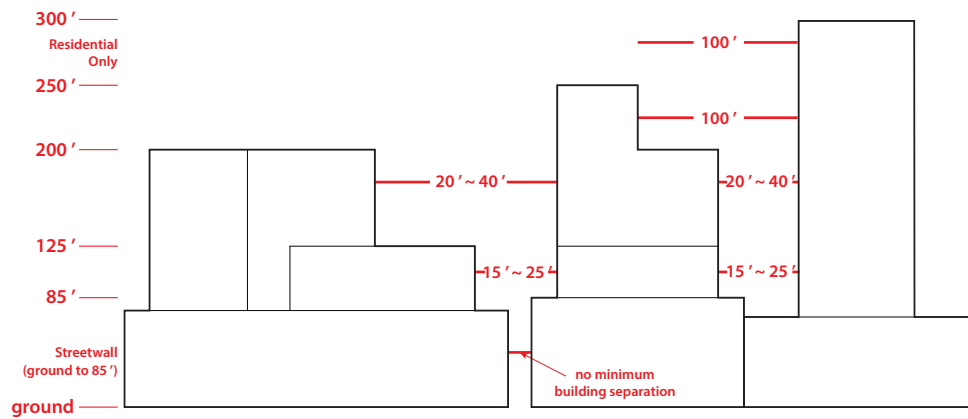 300 ′
Residential
Only
250 ′
200 ′
125 ′
85 ′
Streetwall
(ground to 85 ′)
ground
100 ′
100 ′
20 ′ ~ 40 ′
20 ′ ~ 40 ′
15 ′ ~ 25 ′
15 ′ ~ 25 ′
no minimum
building separation